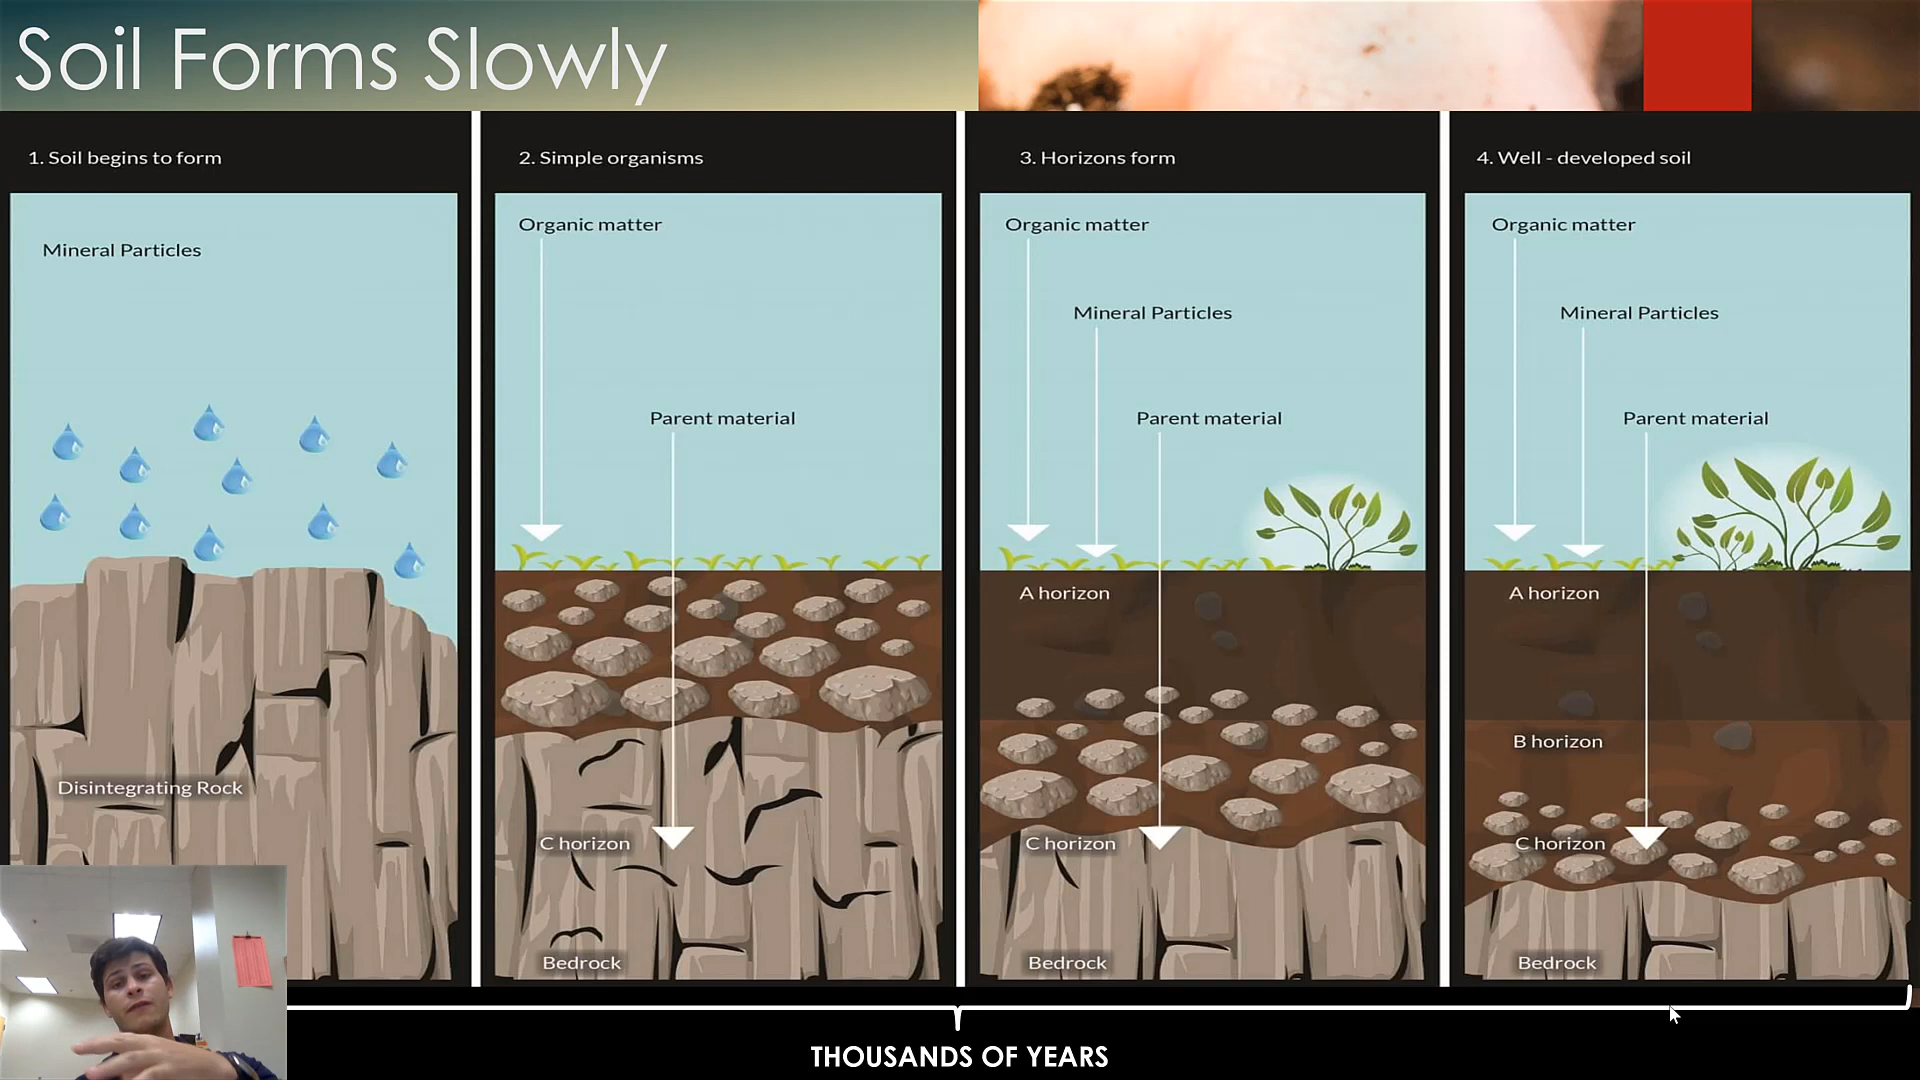 Soil Forms Slowly
1. Soil begins to form
Mineral Particles
Disintegrating Rock
2. Simple organisms
Organic matter
Parent material
C horizon
Bedrock
3. Horizons form
Organic matter
Mineral Particles
Parent material
A horizon
C horizon
Bedrock
4. Well - developed soil
Organic matter
Mineral Particles
Parent material
A horizon
B horizon
C horizon
Bedrock
THOUSANDS OF YEARS